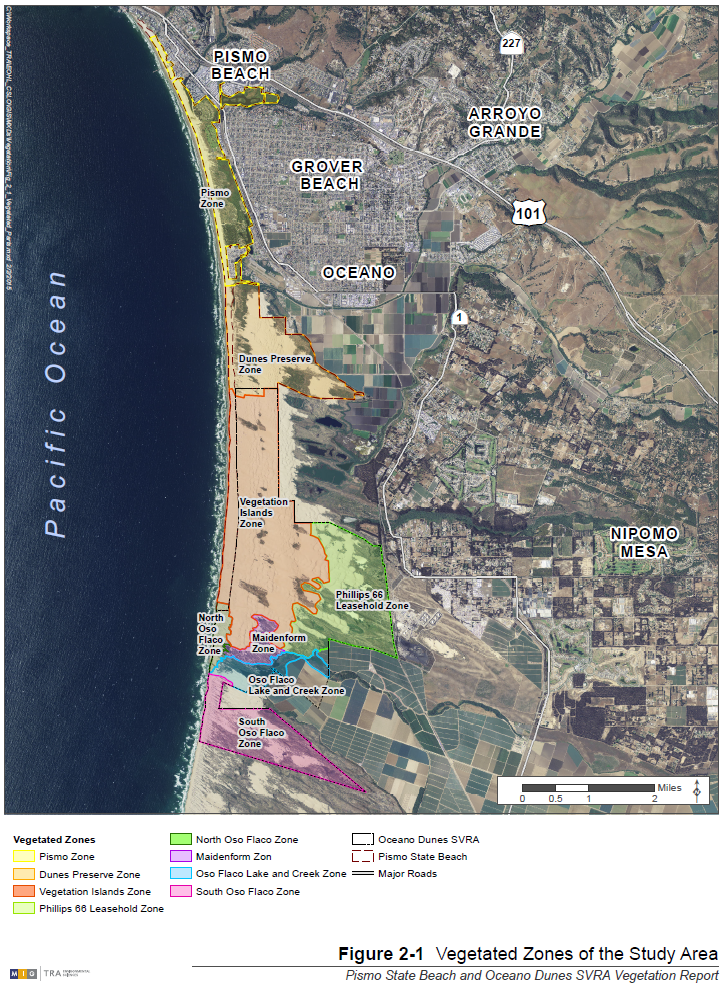 PISMO
BEACH
227
ARROYO
GRANDE
GROVER
BEACH
Pismo
Zone
101
OCEANO
Pacific Ocean
1
Dunes Preserve
Zone
Vegetation
Islands
Zone
NIPOMO
MESA
Phillips 66
Leasehold Zone
North
Oso
Flaco
Zone
Maidenform
Zone
Oso Flaco
Lake and Creek Zone
South
Oso Flaco
Zone
Miles
0 0.5 1 2
Vegetated Zones
Pismo Zone
Dunes Preserve Zone
Vegetation Islands Zone
Phillips 66 Leasehold Zone
North Oso Flaco Zone
Maidenform Zon
Oso Flaco Lake and Creek Zone
South Oso Flaco Zone
Oceano Dunes SVRA
Pismo State Beach
Major Roads
MIG TRA
Figure 2-1 Vegetated Zones of the Study Area
Pismo State Beach and Oceano Dunes SVRA Vegetation Report